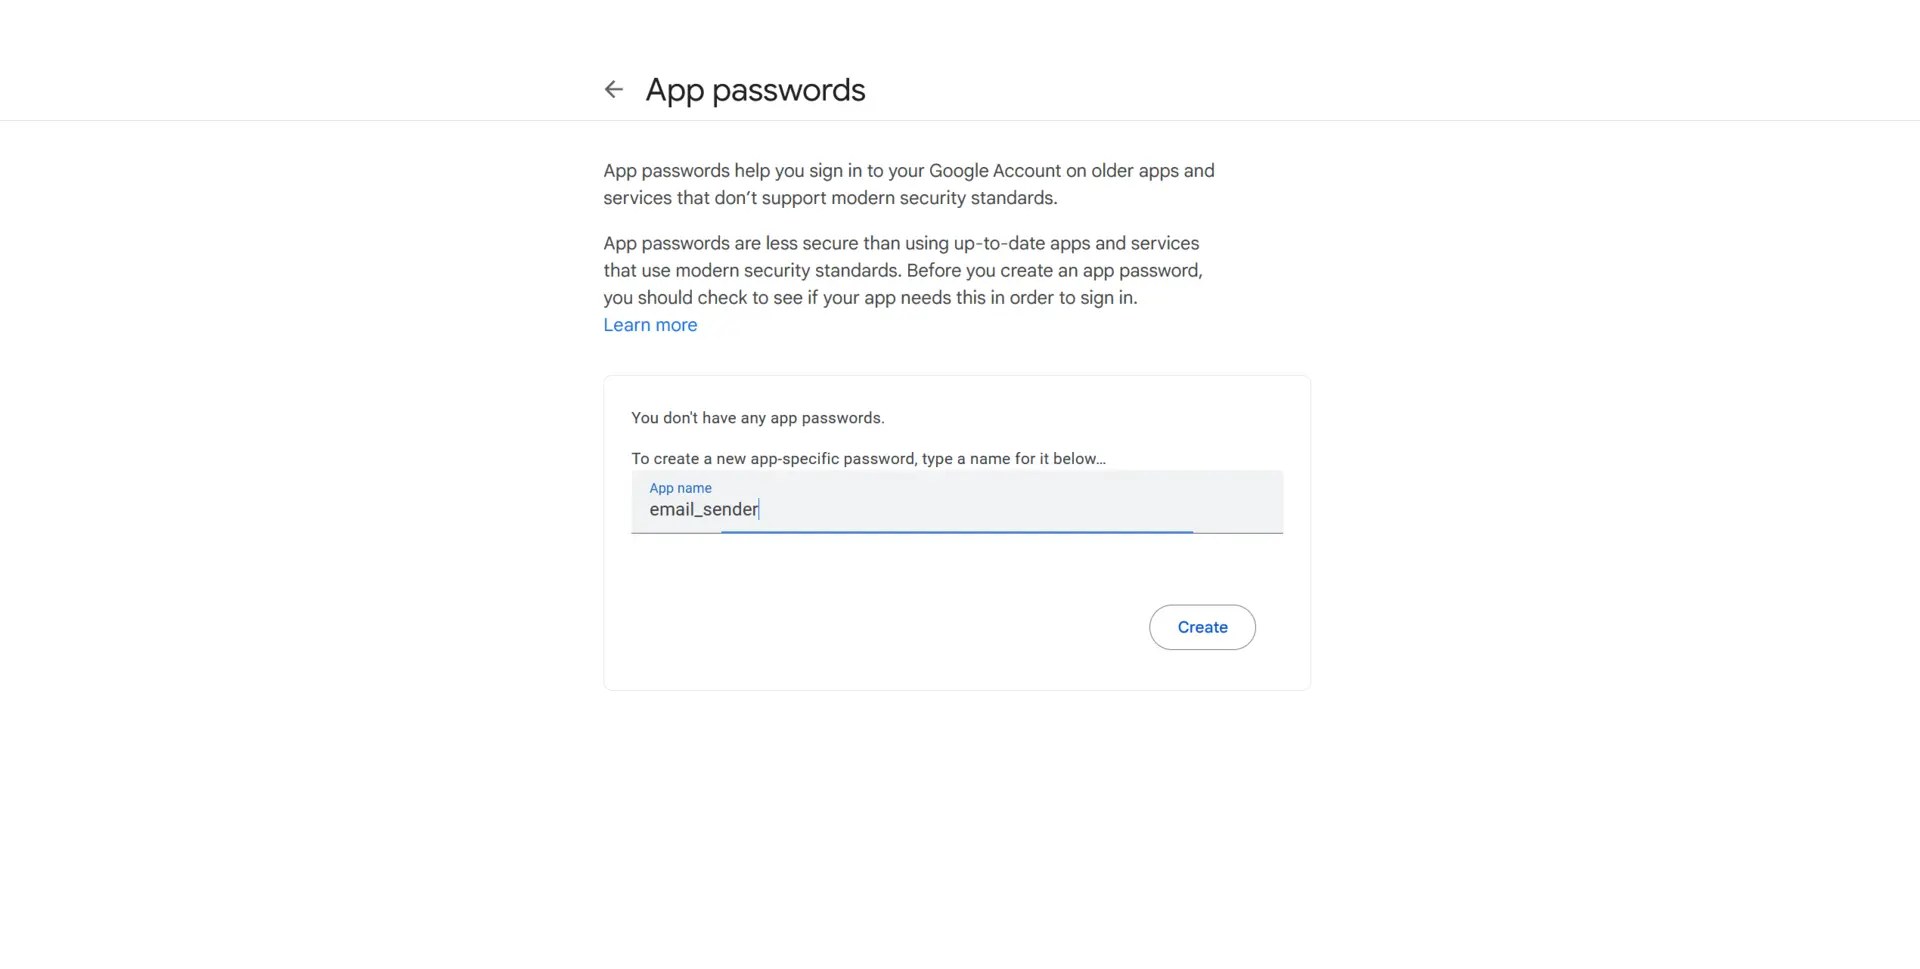 App passwords
App passwords help you sign in to your Google Account on older apps and
services that don’t support modern security standards.
App passwords are less secure than using up-to-date apps and services
that use modern security standards. Before you create an app password,
you should check to see if your app needs this in order to sign in.
Learn more
You don't have any app passwords.
To create a new app-specific password, type a name for it below...
App name
email_sender
Create